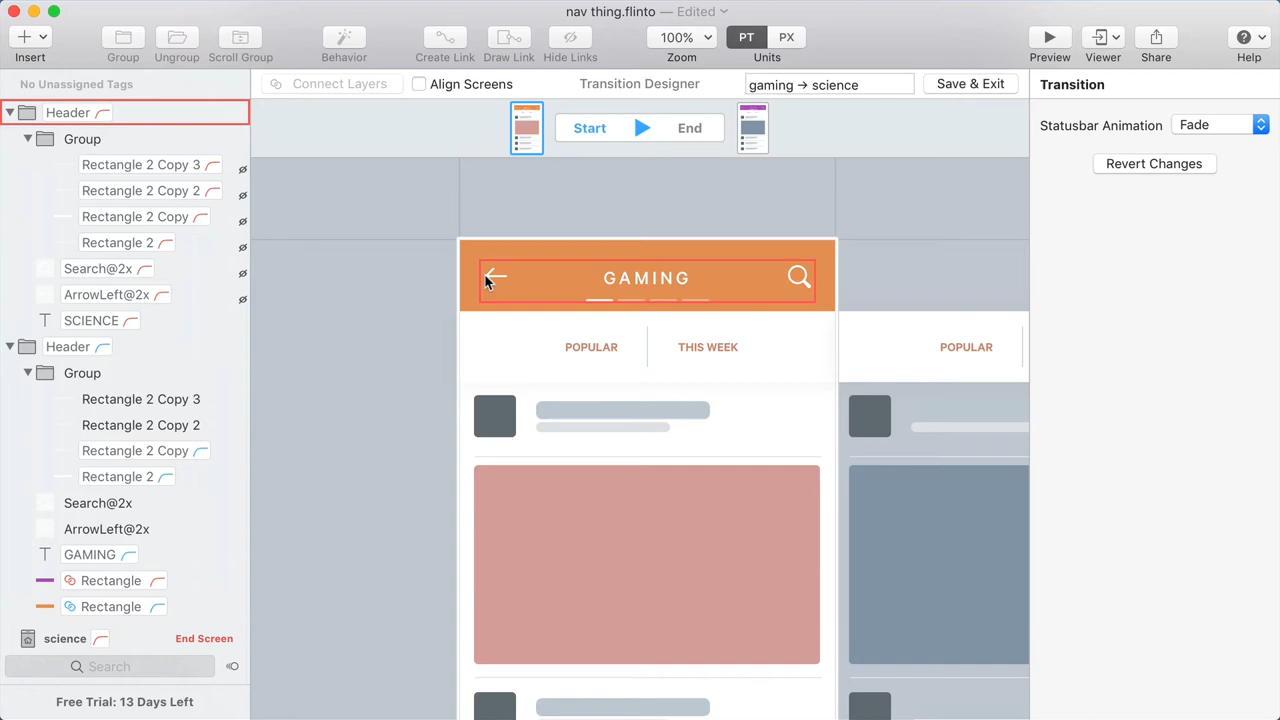 nav thing.flinto — Edited
100%
PT
PX
Insert
Group
Ungroup
Scroll Group
Behavior
Create Link
Draw Link
Hide Links
Zoom
Units
Preview
Viewer
Share
Help
No Unassigned Tags
Connect Layers
Align Screens
Transition Designer
gaming → science
Save & Exit
Transition
Start
End
Statusbar Animation
Fade
Revert Changes
Header
Group
Rectangle 2 Copy 3
Rectangle 2 Copy 2
Rectangle 2 Copy
Rectangle 2
Search@2x
ArrowLeft@2x
SCIENCE
Header
Group
Rectangle 2 Copy 3
Rectangle 2 Copy 2
Rectangle 2 Copy
Rectangle 2
Search@2x
ArrowLeft@2x
GAMING
Rectangle
Rectangle
science
End Screen
Search
Free Trial: 13 Days Left
GAMING
POPULAR
THIS WEEK
POPULAR